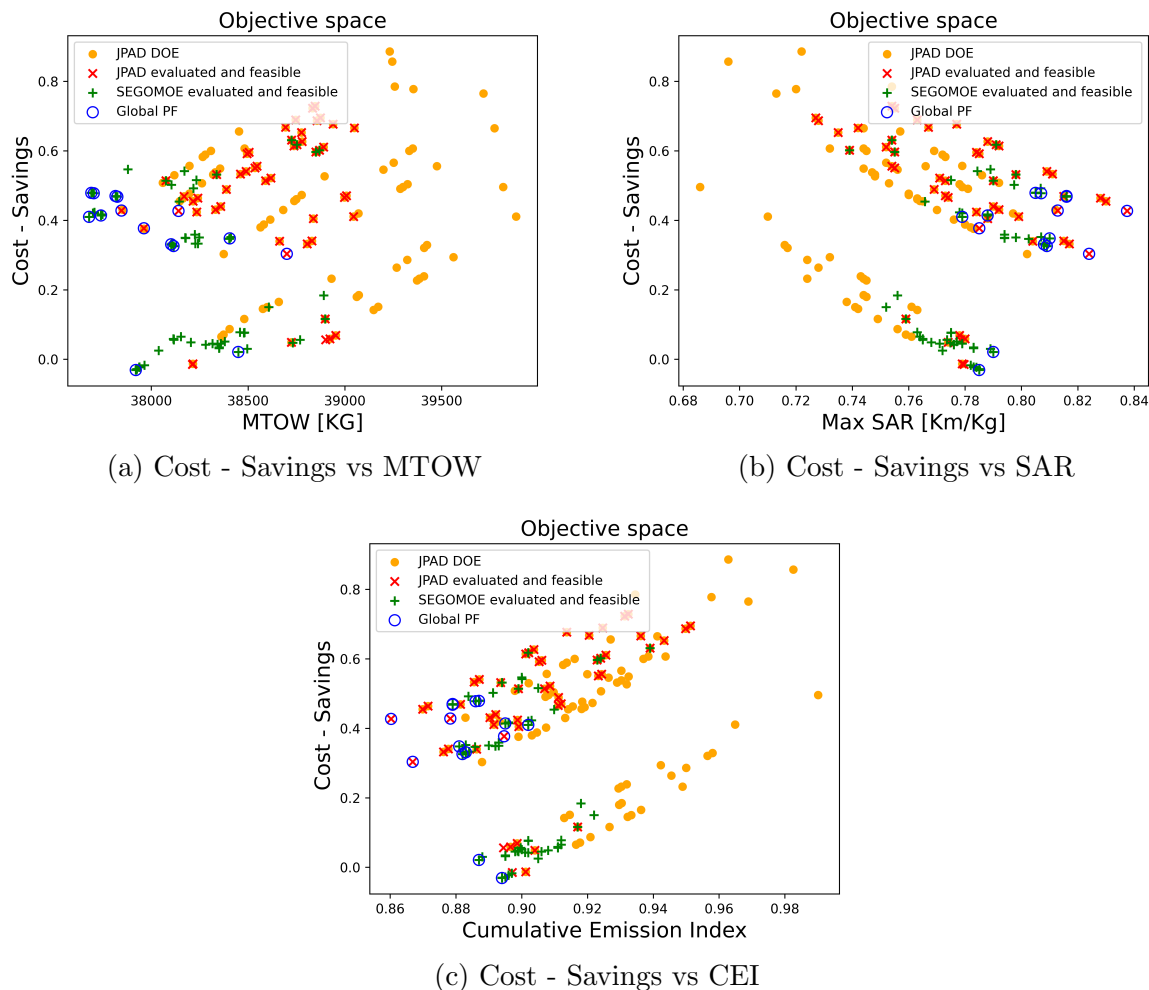 Objective space
JPAD DOE
JPAD evaluated and feasible
SEGOMOE evaluated and feasible
Global PF
0.8
0.6
0.4
0.2
0.0
Cost - Savings
38000 38500 39000 39500
MTOW [KG]
(a) Cost - Savings vs MTOW
Objective space
JPAD DOE
JPAD evaluated and feasible
SEGOMOE evaluated and feasible
Global PF
0.8
0.6
0.4
0.2
0.0
Cost - Savings
0.68 0.70 0.72 0.74 0.76 0.78 0.80 0.82 0.84
Max SAR [Km/Kg]
(b) Cost - Savings vs SAR
Objective space
JPAD DOE
JPAD evaluated and feasible
SEGOMOE evaluated and feasible
Global PF
0.8
0.6
0.4
0.2
0.0
Cost - Savings
0.86 0.88 0.90 0.92 0.94 0.96 0.98
Cumulative Emission Index
(c) Cost - Savings vs CEI